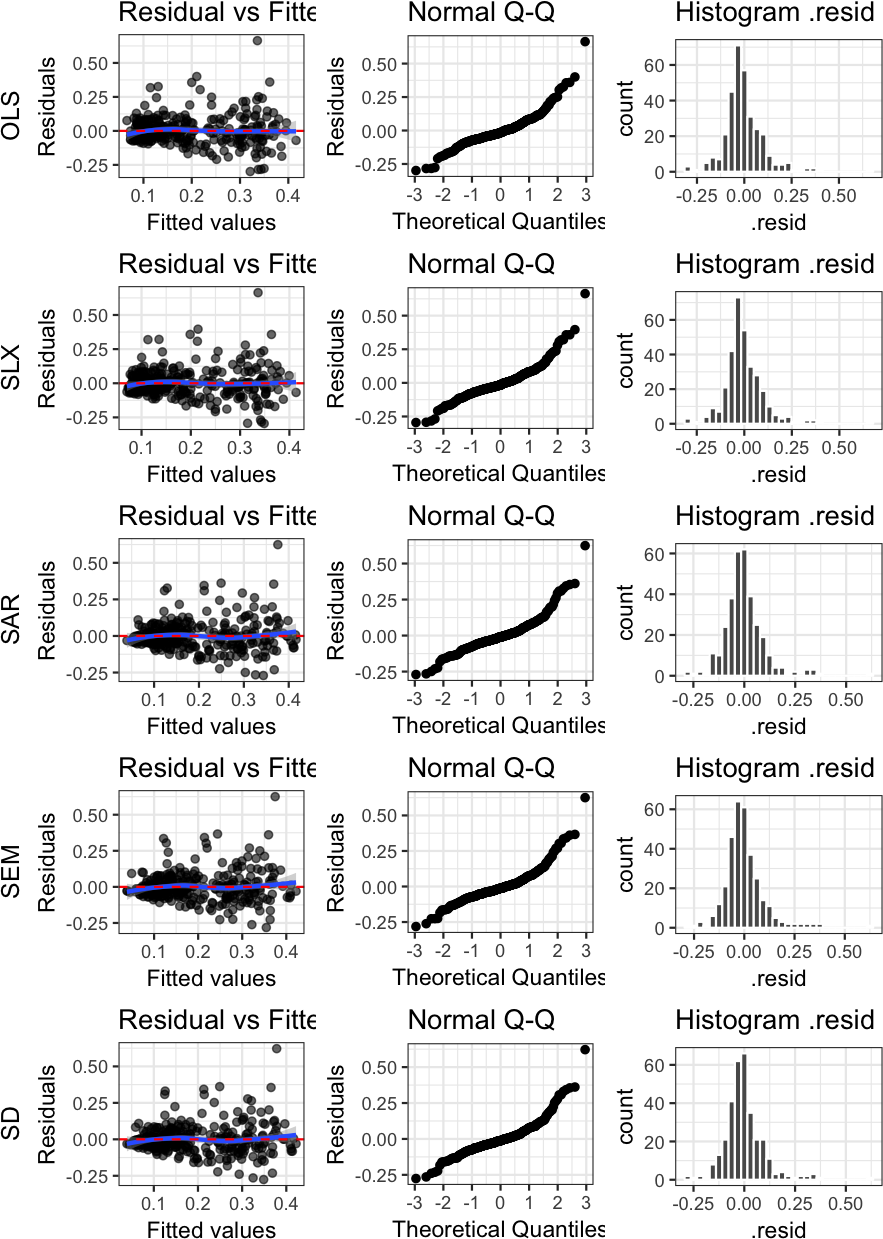 Residual vs Fitte
Normal Q-Q
Histogram .resid
OLS
Residuals
0.50
0.25
0.00
-0.25
0.1 0.2 0.3 0.4
Fitted values
Residuals
0.50
0.25
0.00
-0.25
-3 -2 -1 0 1 2 3
Theoretical Quantiles
count
60
40
20
0
-0.25 0.00 0.25 0.50
.resid
Residual vs Fitte
Normal Q-Q
Histogram .resid
SLX
Residuals
0.50
0.25
0.00
-0.25
0.1 0.2 0.3 0.4
Fitted values
Residuals
0.50
0.25
0.00
-0.25
-3 -2 -1 0 1 2 3
Theoretical Quantiles
count
60
40
20
0
-0.25 0.00 0.25 0.50
.resid
Residual vs Fitte
Normal Q-Q
Histogram .resid
SAR
Residuals
0.50
0.25
0.00
-0.25
0.1 0.2 0.3 0.4
Fitted values
Residuals
0.50
0.25
0.00
-0.25
-3 -2 -1 0 1 2 3
Theoretical Quantiles
count
60
40
20
0
-0.25 0.00 0.25 0.50
.resid
Residual vs Fitte
Normal Q-Q
Histogram .resid
SEM
Residuals
0.50
0.25
0.00
-0.25
0.1 0.2 0.3 0.4
Fitted values
Residuals
0.50
0.25
0.00
-0.25
-3 -2 -1 0 1 2 3
Theoretical Quantiles
count
60
40
20
0
-0.25 0.00 0.25 0.50
.resid
Residual vs Fitte
Normal Q-Q
Histogram .resid
SD
Residuals
0.50
0.25
0.00
-0.25
0.1 0.2 0.3 0.4
Fitted values
Residuals
0.50
0.25
0.00
-0.25
-3 -2 -1 0 1 2 3
Theoretical Quantiles
count
60
40
20
0
-0.25 0.00 0.25 0.50
.resid